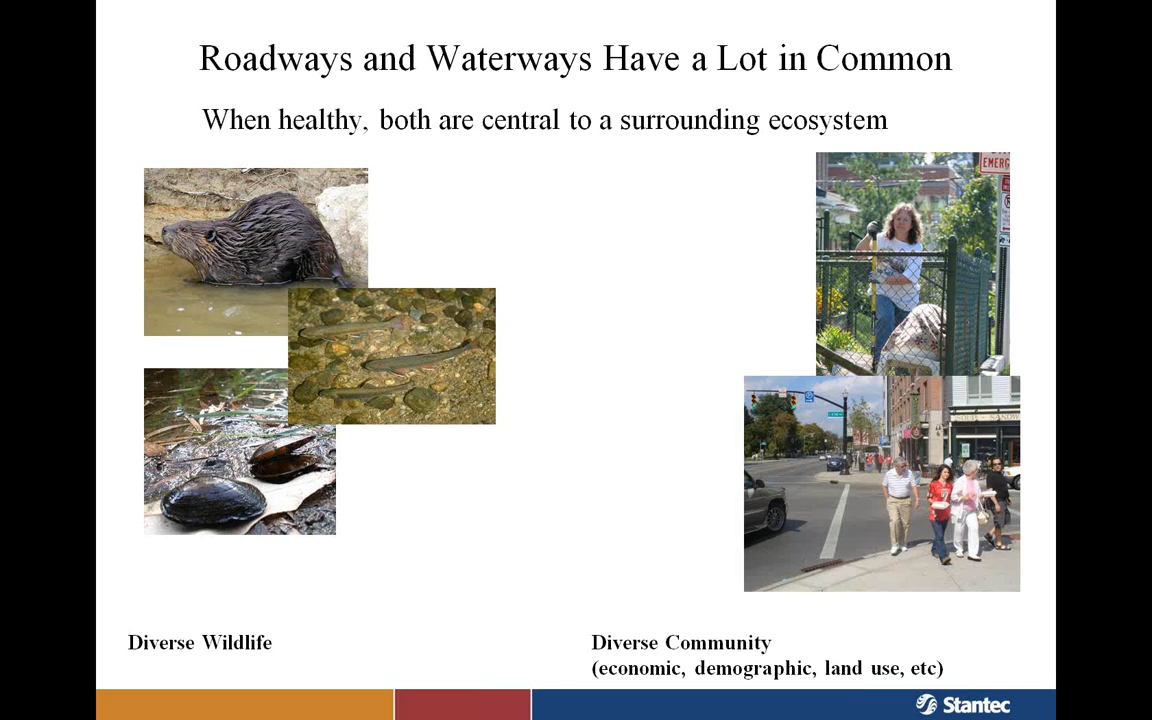 Roadways and Waterways Have a Lot in Common
When healthy, both are central to a surrounding ecosystem
EMERG
Diverse Wildlife
Diverse Community
(economic, demographic, land use, etc)
Stantec